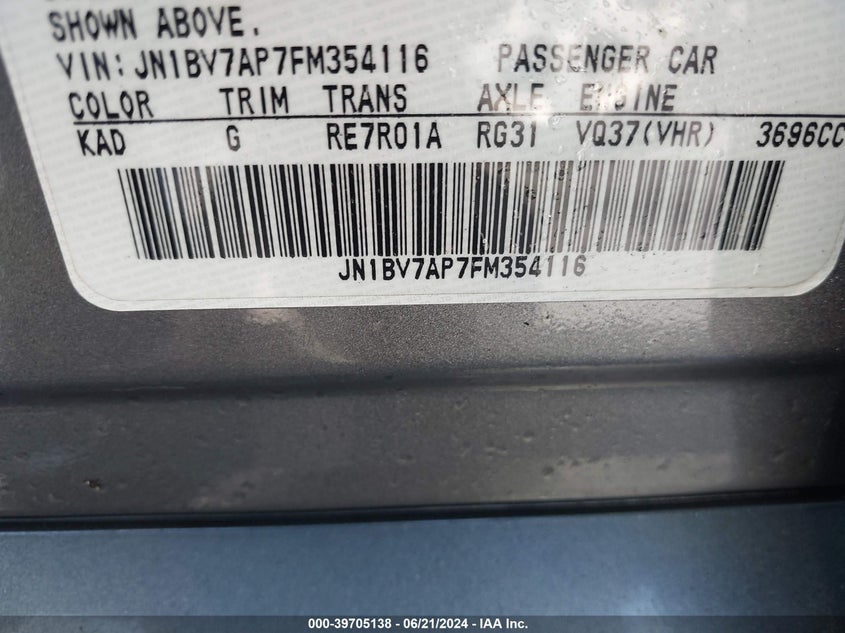 SHOWN ABOVE.
VIN: JN1BV7AP7FM354116 PASSENGER CAR
COLOR TRIM TRANS AXLE ENGINE
KAD G RE7R01A RG31 VQ37(VHR) 3696CC
JN1BV7AP7FM354116
000-39705138 - 06/21/2024 - IAA Inc.